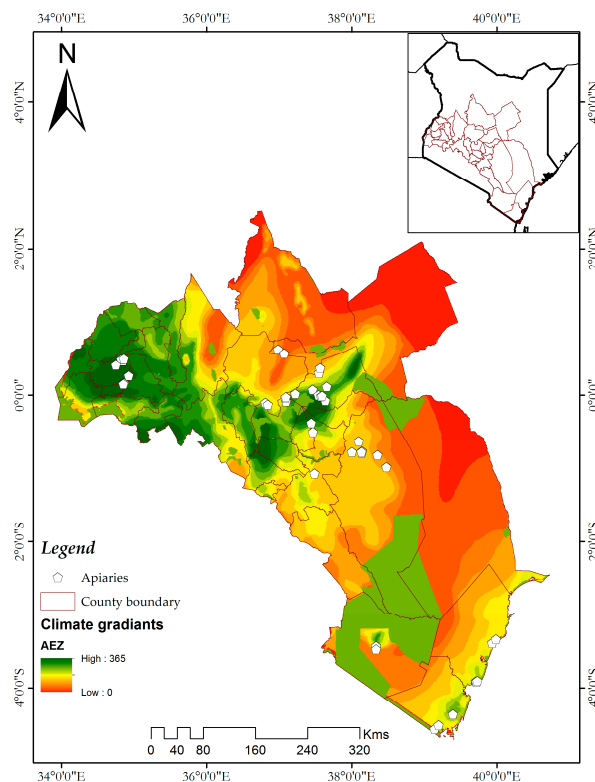 34°0'0"E 36°0'0"E 38°0'0"E 40°0'0"E
N
4°0'0"N 4°0'0"N
2°0'0"N 2°0'0"N
0°0'0" 0°0'0"
2°0'0"S 2°0'0"S
4°0'0"S 4°0'0"S
Legend
Apiaries
County boundary
Climate gradiants
AEZ
High : 365
Low : 0
Kms
0 40 80 160 240 320
34°0'0"E 36°0'0"E 38°0'0"E 40°0'0"E